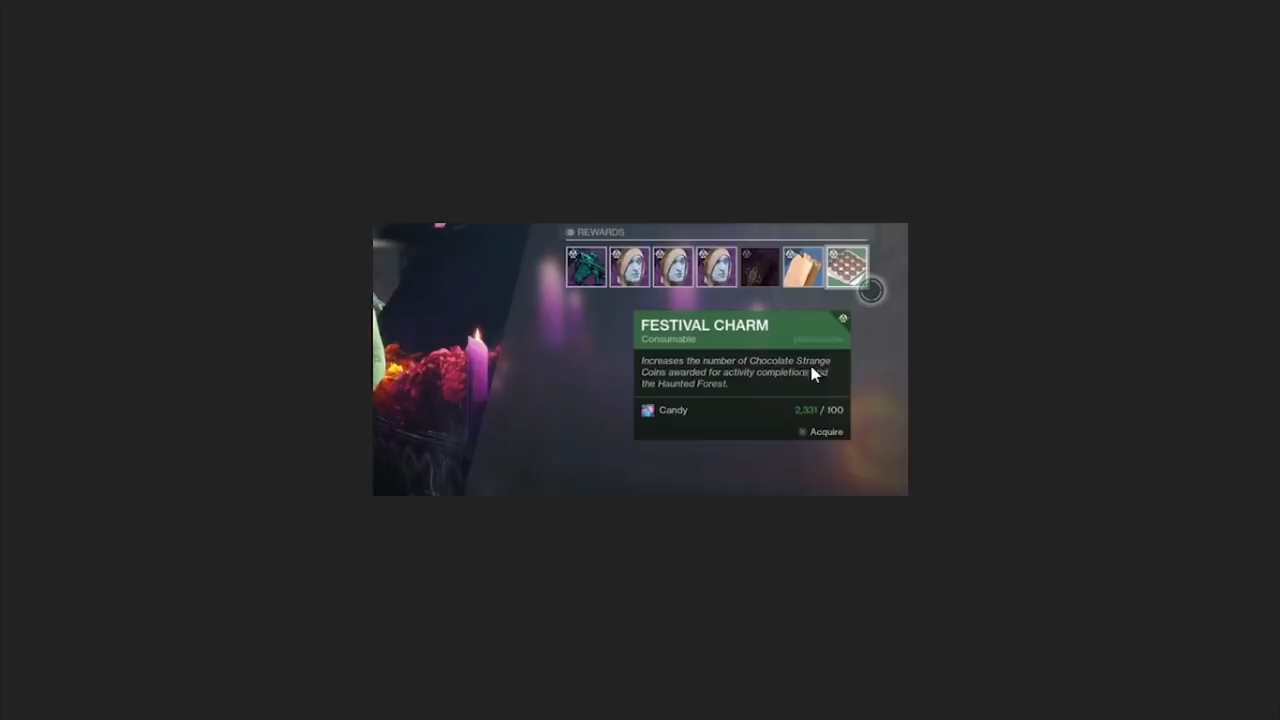 REWARDS
FESTIVAL CHARM
Consumable
Increases the number of Chocolate Strange
Coins awarded for activity completions
the Haunted Forest.
Candy 2,331 / 100
Acquire